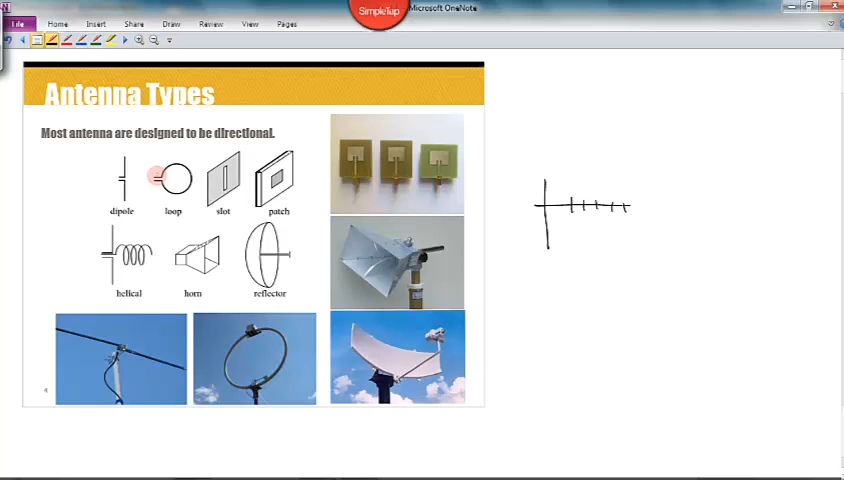 SimpleTap
Microsoft OneNote
File Home Insert Share Draw Review View Pages
Antenna Types
Most antenna are designed to be directional.
dipole loop slot patch
helical horn reflector